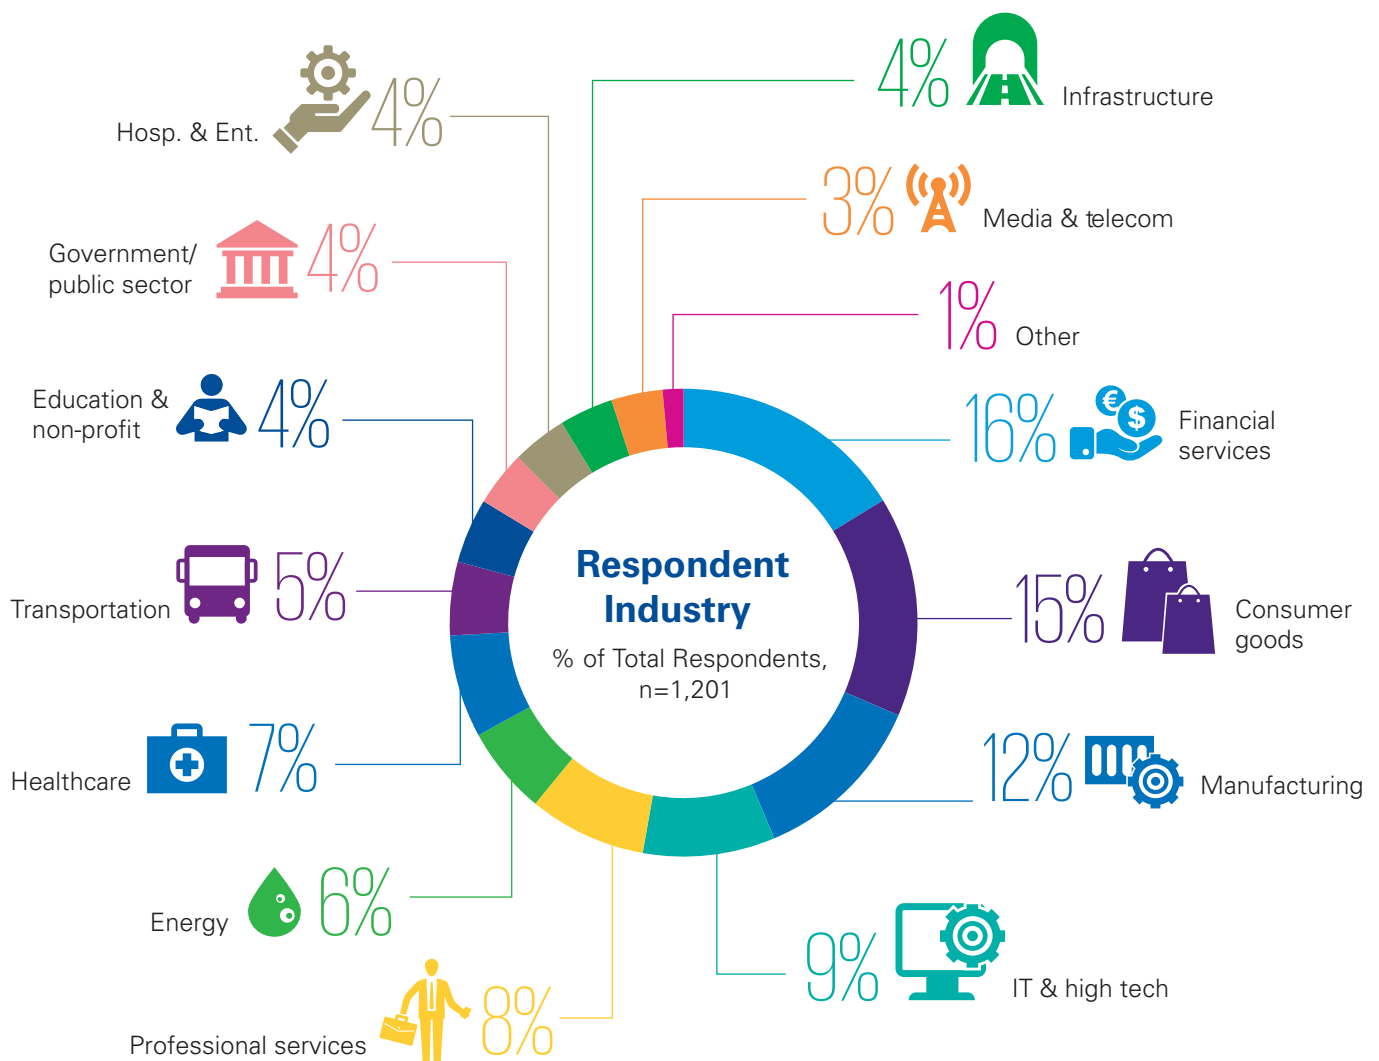 4%
Infrastructure
Hosp. & Ent.
4%
3%
Media & telecom
Government/
public sector
4%
1%
Other
Education &
non-profit
4%
16%
€
$
Financial
services
Respondent
Industry
% of Total Respondents,
n=1,201
Transportation
5%
15%
Consumer
goods
Healthcare
7%
12%
Manufacturing
Energy
6%
9%
IT & high tech
Professional services
8%